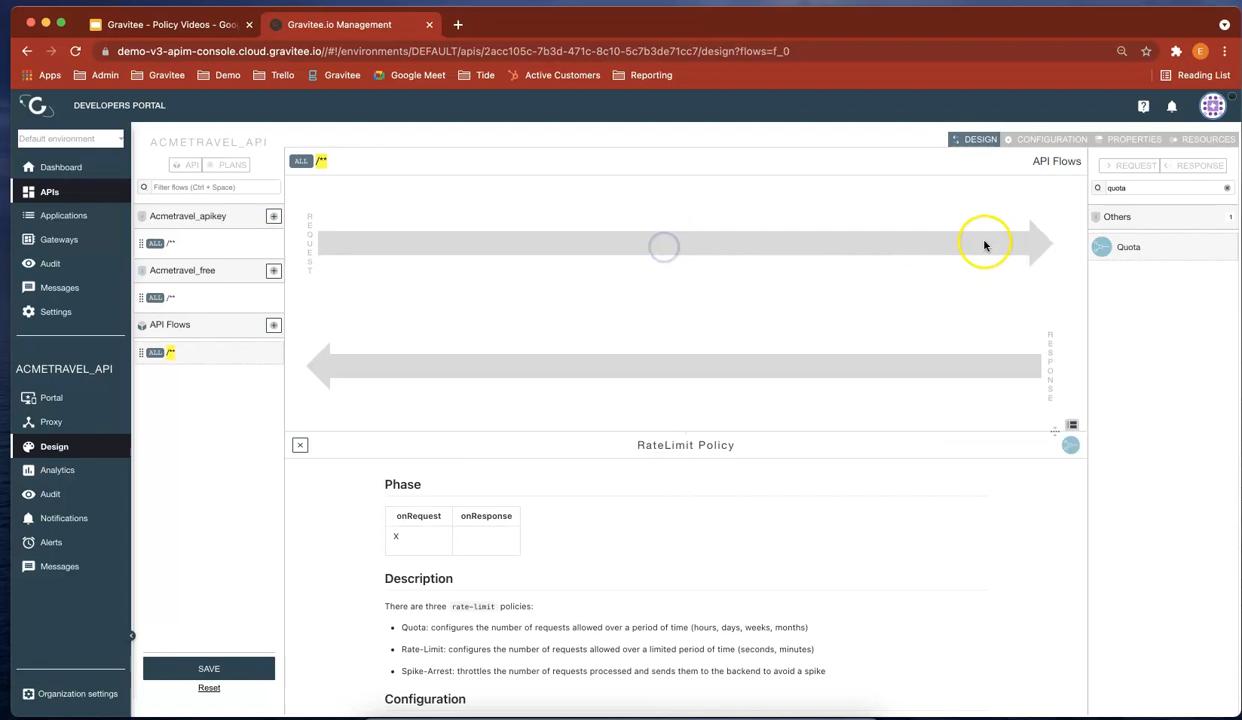 Gravitee - Policy Videos - Goo
Gravitee.io Management
demo-v3-apim-console.cloud.gravitee.io//#!/environments/DEFAULT/apis/2acc105c-7b3d-471c-8c10-5c7b3de71cc7/design?flows=f_0
E
Apps
Admin
Gravitee
Demo
Trello
Gravitee
Google Meet
Tide
Active Customers
Reporting
Reading List
DEVELOPERS PORTAL
Default environment
Dashboard
APIs
Applications
Gateways
Audit
Messages
Settings
ACMETRAVEL_API
Portal
Proxy
Design
Analytics
Audit
Notifications
Alerts
Messages
Organization settings
ACMETRAVEL_API
API
PLANS
Filter flows (Ctrl + Space)
Acmetravel_apikey
ALL /**
Acmetravel_free
ALL /**
API Flows
ALL /**
SAVE
Reset
DESIGN
CONFIGURATION
PROPERTIES
RESOURCES
ALL /**
API Flows
REQUEST
RESPONSE
RateLimit Policy
Phase
onRequest onResponse
X
Description
There are three rate-limit policies:
Quota: configures the number of requests allowed over a period of time (hours, days, weeks, months)
Rate-Limit: configures the number of requests allowed over a limited period of time (seconds, minutes)
Spike-Arrest: throttles the number of requests processed and sends them to the backend to avoid a spike
Configuration
REQUEST
RESPONSE
quota
Others
1
Quota